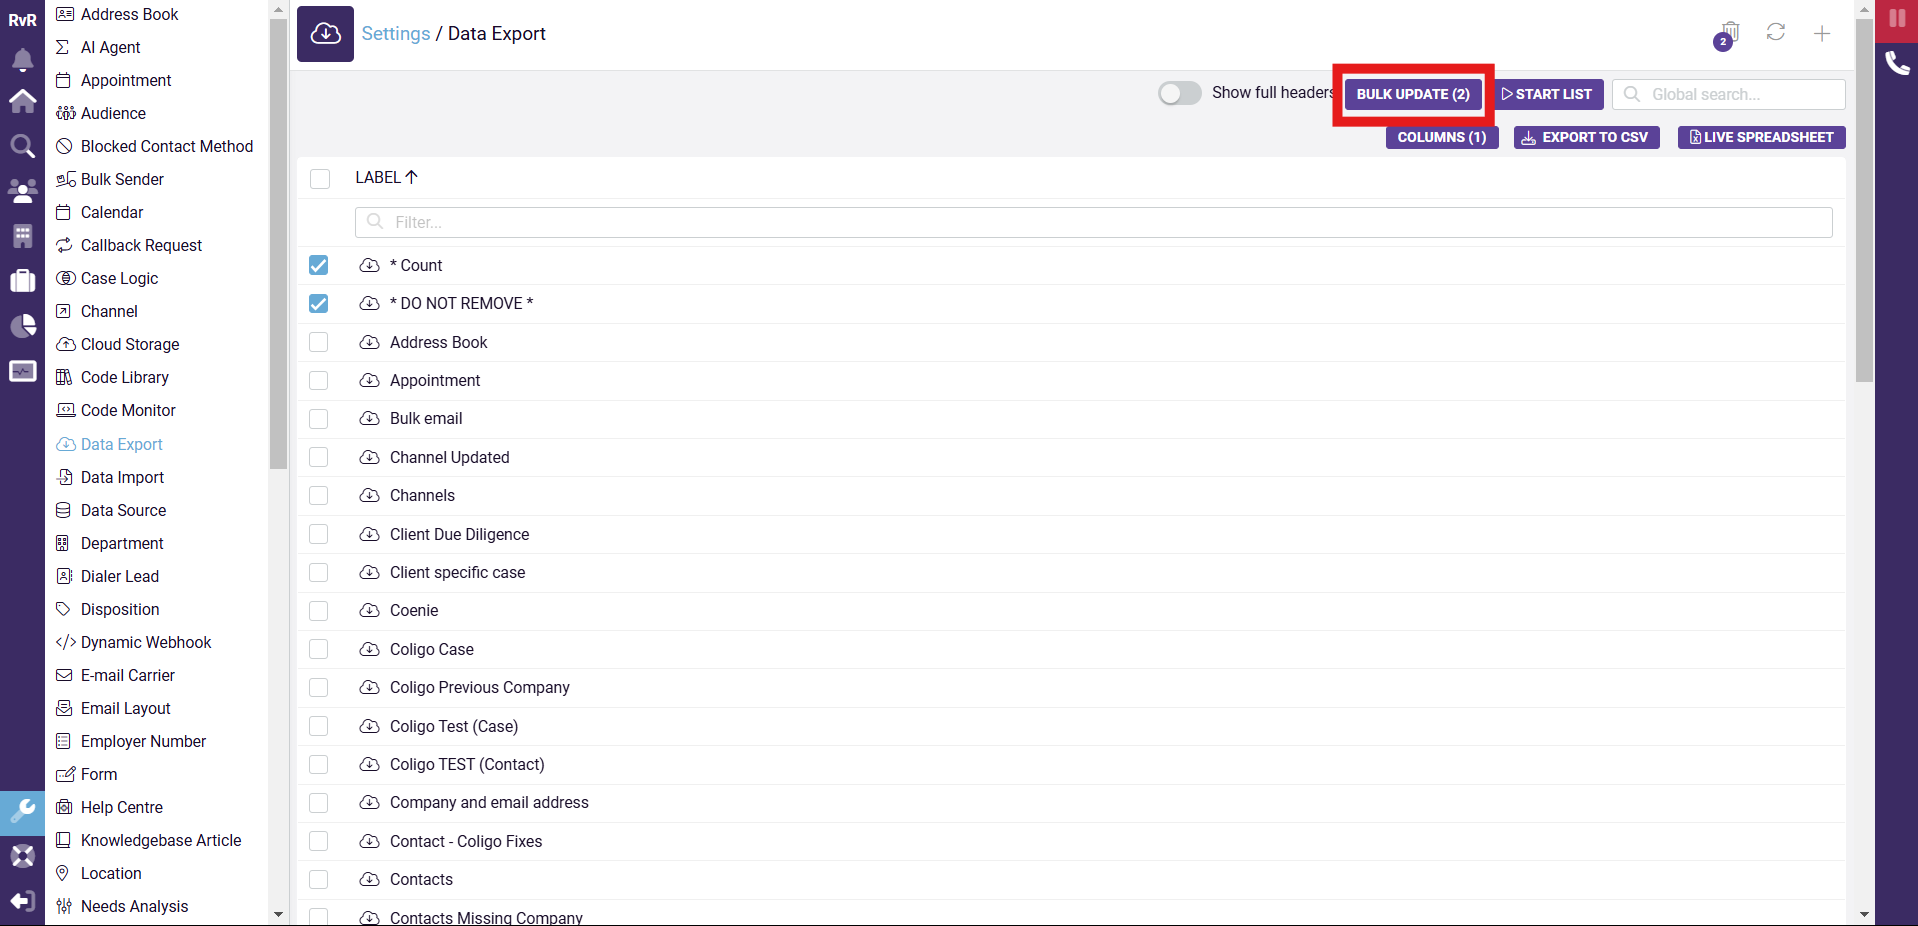 RvR
Address Book
AI Agent
Appointment
Audience
Blocked Contact Method
Bulk Sender
Calendar
Callback Request
Case Logic
Channel
Cloud Storage
Code Library
Code Monitor
Data Export
Data Import
Data Source
Department
Dialer Lead
Disposition
Dynamic Webhook
E-mail Carrier
Email Layout
Employer Number
Form
Help Centre
Knowledgebase Article
Location
Needs Analysis
Settings / Data Export
2
Show full headers
BULK UPDATE (2)
START LIST
Global search...
COLUMNS (1)
EXPORT TO CSV
LIVE SPREADSHEET
LABEL
Filter...
* Count
* DO NOT REMOVE *
Address Book
Appointment
Bulk email
Channel Updated
Channels
Client Due Diligence
Client specific case
Coenie
Coligo Case
Coligo Previous Company
Coligo Test (Case)
Coligo TEST (Contact)
Company and email address
Contact - Coligo Fixes
Contacts
Contacts Missing Company